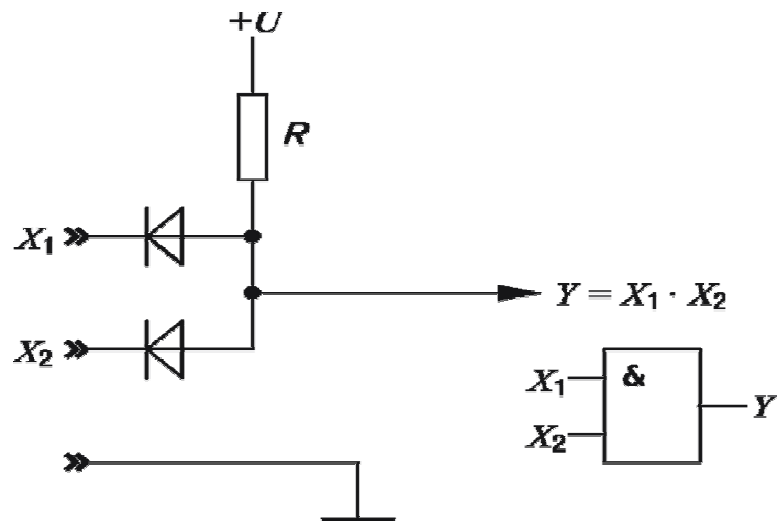 +U
R
X₁
Y = X₁ · X₂
X₂
X₁
&
Y
X₂